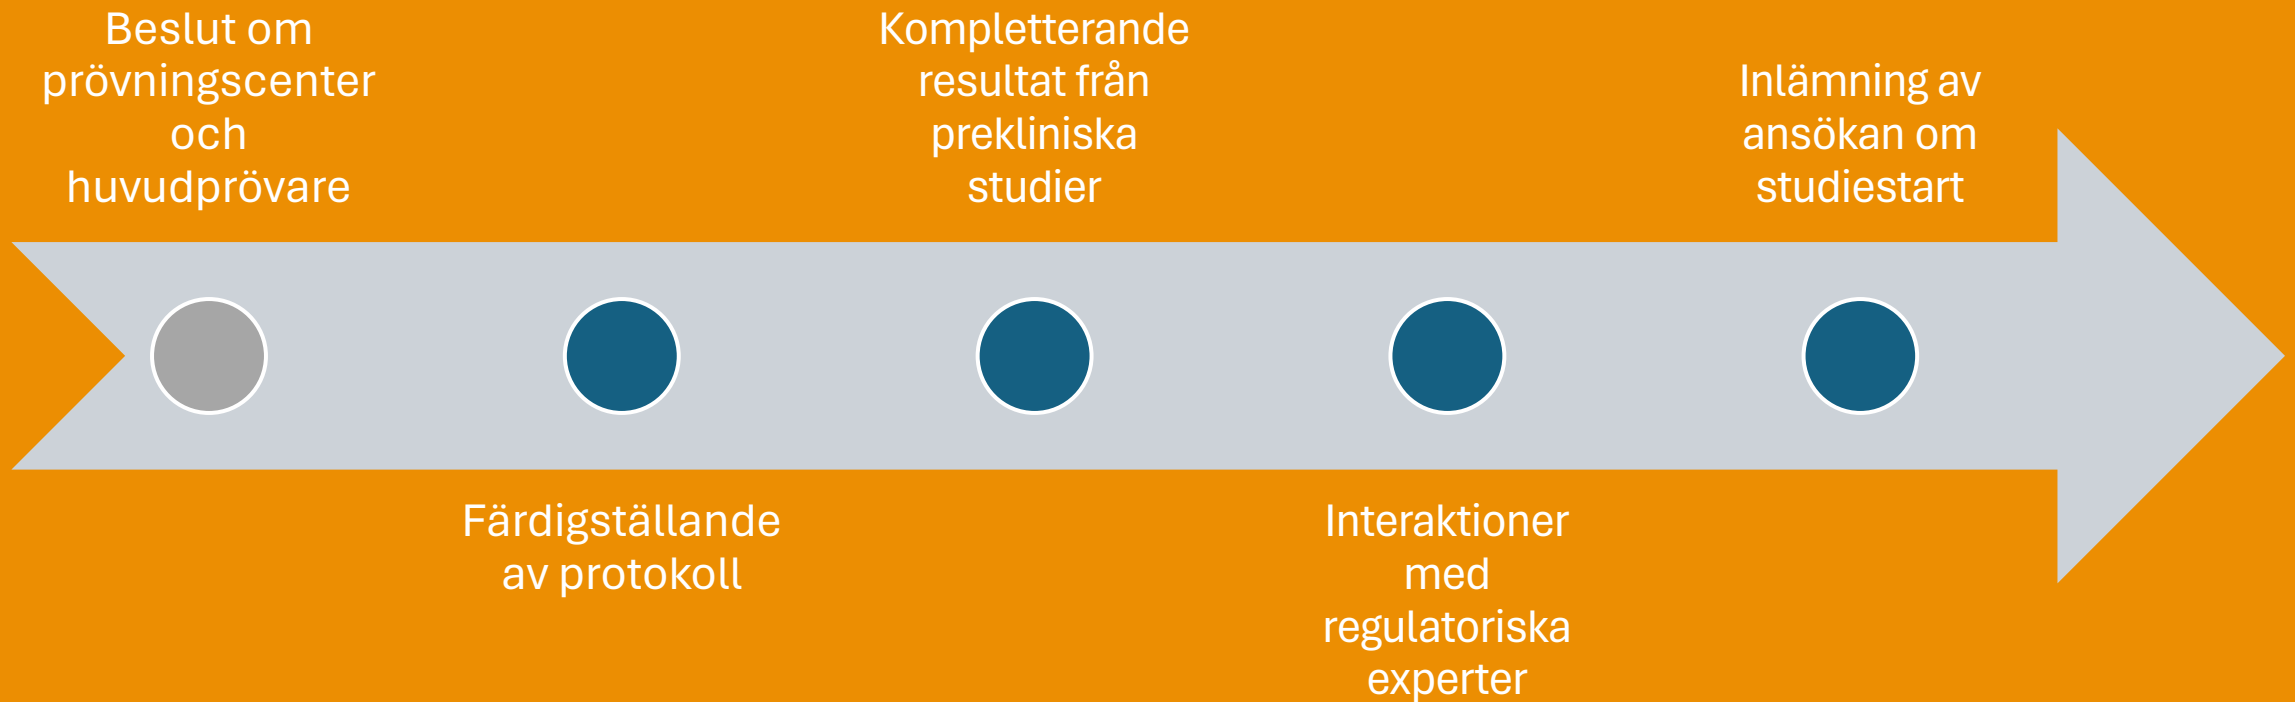 Beslut om
prövningscenter
och
huvudprövare
Färdigställande
av protokoll
Kompletterande
resultat från
prekliniska
studier
Interaktioner
med
regulatoriska
experter
Inlämning av
ansökan om
studiestart